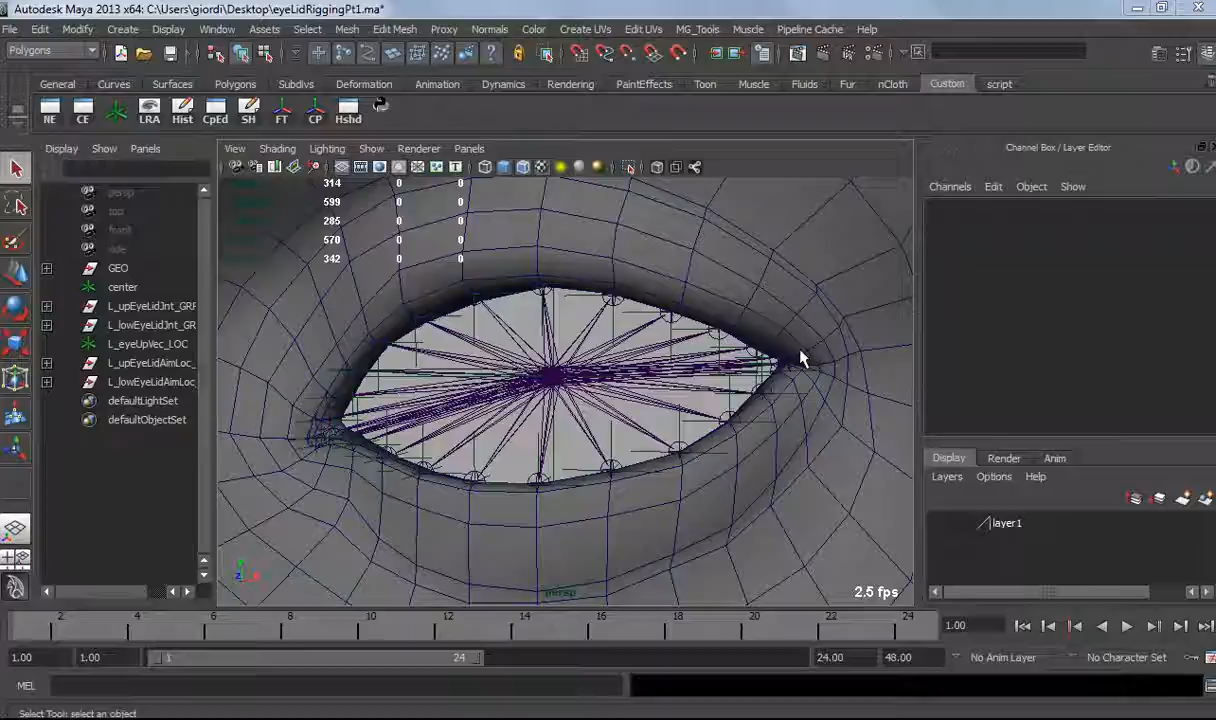 Autodesk Maya 2013 x64: C:\Users\giordi\Desktop\eyeLidRiggingPt1.ma*
File Edit Modify Create Display Window Assets Select Mesh Edit Mesh Proxy Normals Color Create UVs Edit UVs MG_Tools Muscle Pipeline Cache Help
Polygons
General Curves Surfaces Polygons Subdivs Deformation Animation Dynamics Rendering PaintEffects Toon Muscle Fluids Fur nCloth Custom script
NE CE LRA Hist CpEd SH FT CP Hshd
Display Show Panels
View Shading Lighting Show Renderer Panels
Channel Box / Layer Editor
Channels Edit Object Show
persp
top
front
side
GEO
center
L_upEyeLidJnt_GRP
L_lowEyeLidJnt_GR
L_eyeUpVec_LOC
L_upEyeLidAimLoc_
L_lowEyeLidAimLoc_
defaultLightSet
defaultObjectSet
314 0 0
599 0 0
285 0 0
570 0 0
342 0 0
persp
2.5 fps
Display Render Anim
Layers Options Help
layer1
2 4 6 8 10 12 14 16 18 20 22 24
1.00
1.00 1.00 1 24 24.00 48.00 No Anim Layer No Character Set
MEL
Select Tool: select an object